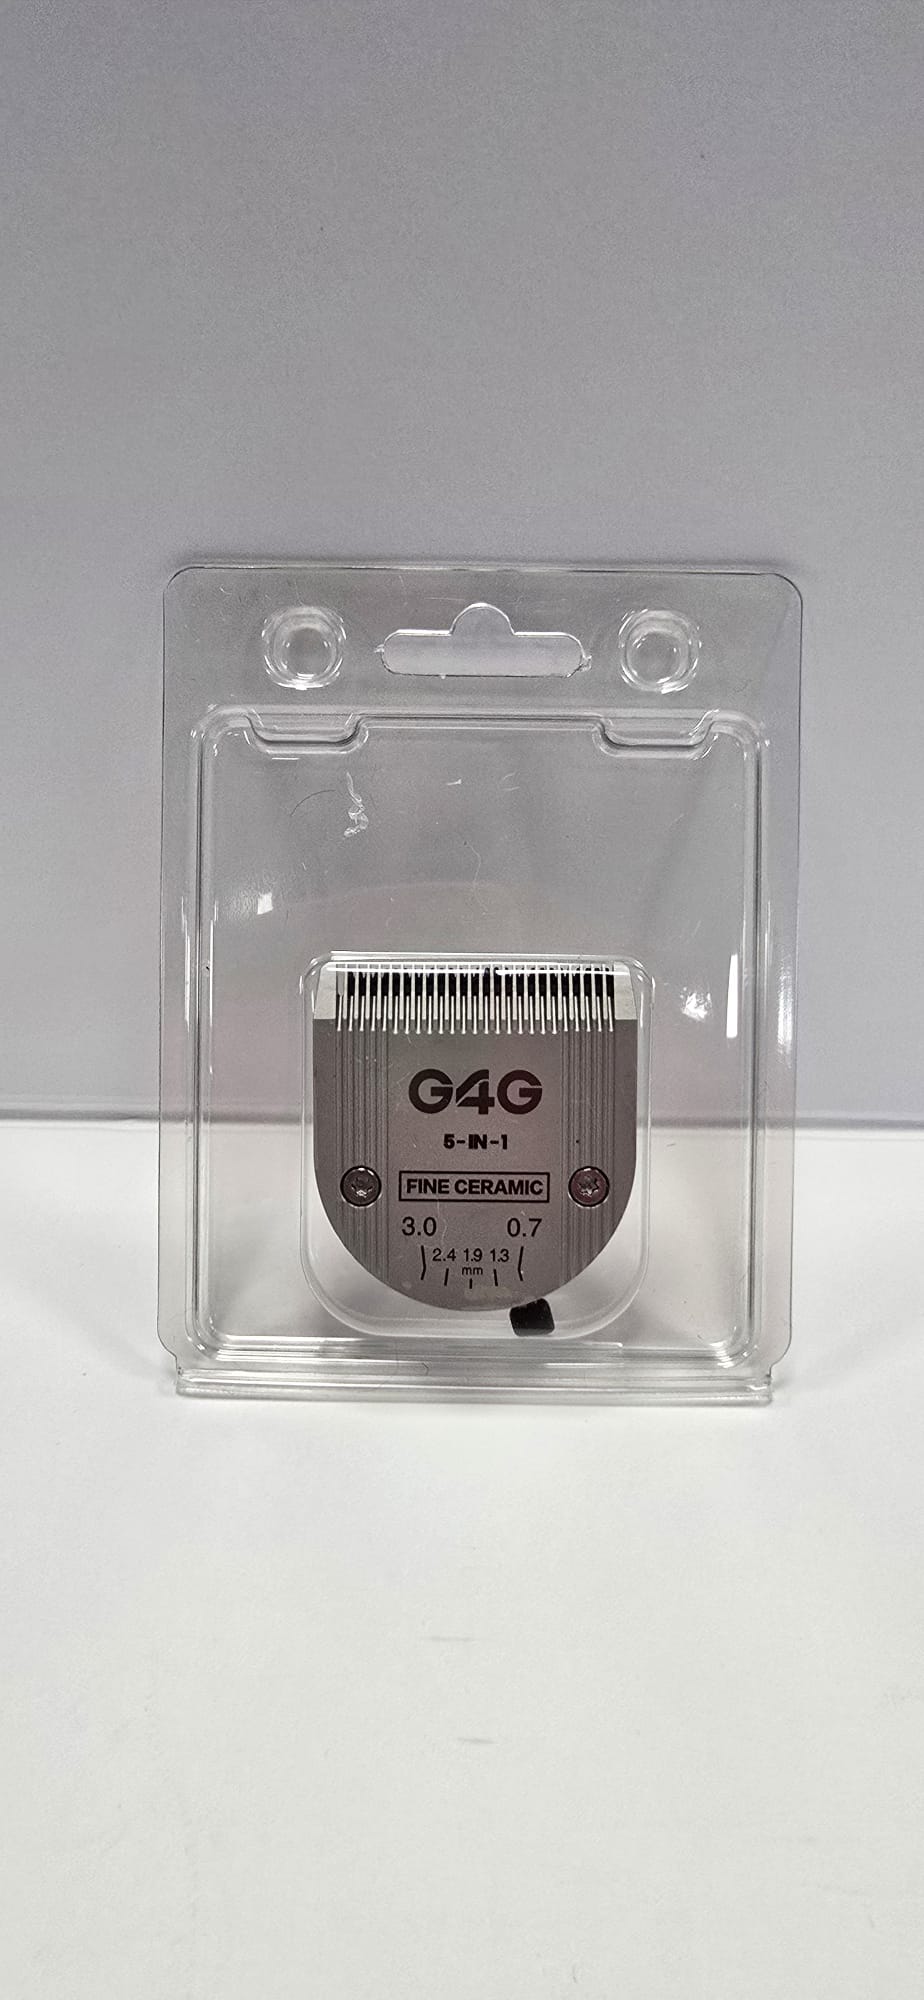 G4G
5-IN-1
FINE CERAMIC
3.0 0.7
2.4 1.9 1.3
mm